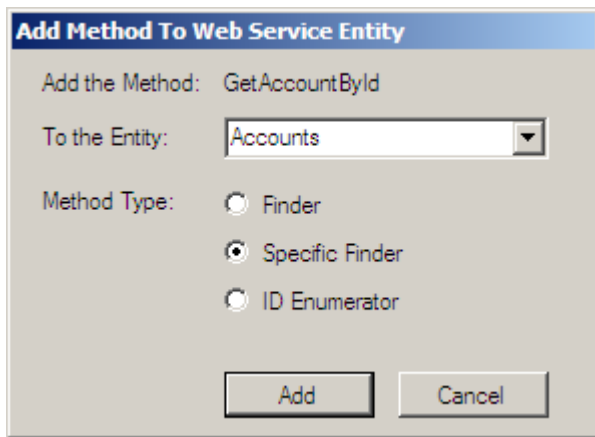 Add Method To Web Service Entity
Add the Method: GetAccountById
To the Entity: Accounts
Method Type: Finder
Specific Finder
ID Enumerator
Add Cancel